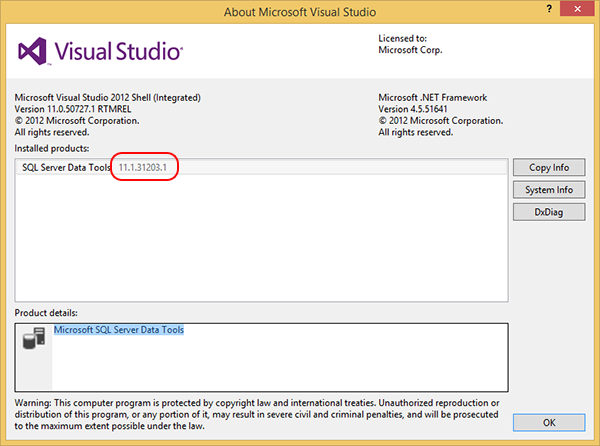 About Microsoft Visual Studio
? ×
Visual Studio
Licensed to:
Microsoft Corp.
Microsoft Visual Studio 2012 Shell (Integrated)
Version 11.0.50727.1 RTMREL
© 2012 Microsoft Corporation.
All rights reserved.
Microsoft .NET Framework
Version 4.5.51641
© 2012 Microsoft Corporation.
All rights reserved.
Installed products:
SQL Server Data Tools 11.1.31203.1
Copy Info
System Info
DxDiag
Product details:
Microsoft SQL Server Data Tools
Warning: This computer program is protected by copyright law and international treaties. Unauthorized reproduction or
distribution of this program, or any portion of it, may result in severe civil and criminal penalties, and will be prosecuted
to the maximum extent possible under the law.
OK